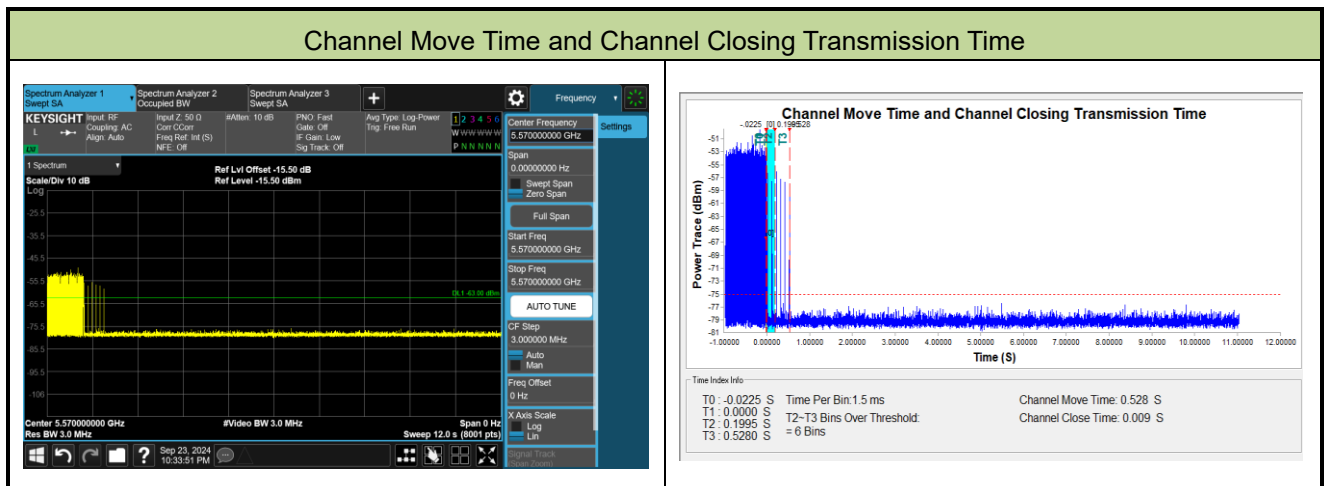 Channel Move Time and Channel Closing Transmission Time
Spectrum Analyzer 1
Swept SA
Spectrum Analyzer 2
Occupied BW
Spectrum Analyzer 3
Swept SA
+
Frequency
KEYSIGHT
L
Input: RF
Coupling: AC
Align: Auto
Input Z: 50 Ω
Corr CCorr
Freq Ref: Int (S)
NFE: Off
#Atten: 10 dB
PNO: Fast
Gate: Off
IF Gain: Low
Sig Track: Off
Avg Type: Log-Power
Trig: Free Run
1 2 3 4 5 6
W W W W W W
P N N N N N
Settings
1 Spectrum
Scale/Div 10 dB
Ref Lvl Offset -15.50 dB
Ref Level -15.50 dBm
Log
-25.5
-35.5
-45.5
-55.5
-65.5
-75.5
-85.5
-95.5
-106
DL1 -63.00 dBm
Center 5.570000000 GHz
Res BW 3.0 MHz
#Video BW 3.0 MHz
Span 0 Hz
Sweep 12.0 s (8001 pts)
Sep 23, 2024
10:33:51 PM
Center Frequency
5.570000000 GHz
Span
0.00000000 Hz
Swept Span
Zero Span
Full Span
Start Freq
5.570000000 GHz
Stop Freq
5.570000000 GHz
AUTO TUNE
CF Step
3.000000 MHz
Auto
Man
Freq Offset
0 Hz
X Axis Scale
Log
Lin
Signal Track
(Span Zoom)
Channel Move Time and Channel Closing Transmission Time
-.0225
T3
Power Trace (dBm)
-51
-53
-55
-57
-59
-61
-63
-65
-67
-69
-71
-73
-75
-77
-79
-81
-1.00000 0.00000 1.00000 2.00000 3.00000 4.00000 5.00000 6.00000 7.00000 8.00000 9.00000 10.00000 11.00000 12.00000
Time (S)
Time Index Info
T0 : -0.0225 S
T1 : 0.0000 S
T2 : 0.1995 S
T3 : 0.5280 S
Time Per Bin:1.5 ms
T2~T3 Bins Over Threshold:
= 6 Bins
Channel Move Time: 0.528 S
Channel Close Time: 0.009 S